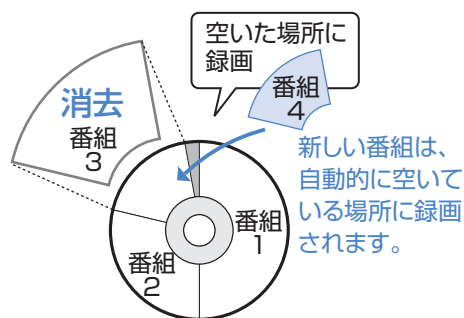 空いた場所に
録画
消去
番組
3
番組
4
新しい番組は、
自動的に空いて
いる場所に録画
されます。
番組
1
番組
2